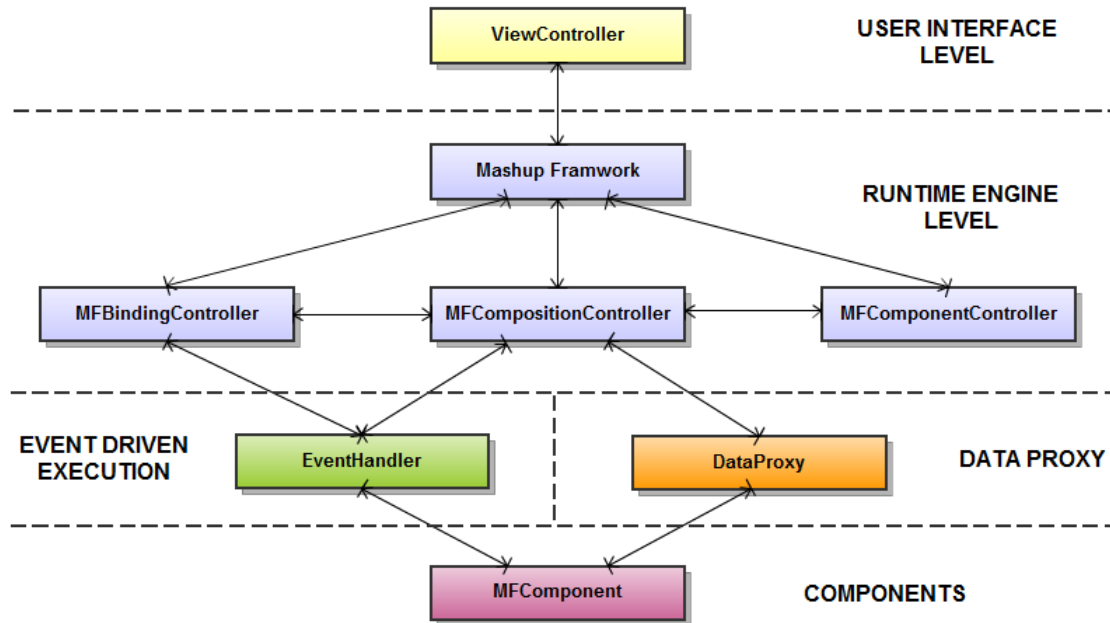 ViewController
USER INTERFACE
LEVEL
Mashup Framwork
RUNTIME ENGINE
LEVEL
MFBindingController
MFCompositionController
MFComponentController
EVENT DRIVEN
EXECUTION
EventHandler
DataProxy
DATA PROXY
MFComponent
COMPONENTS